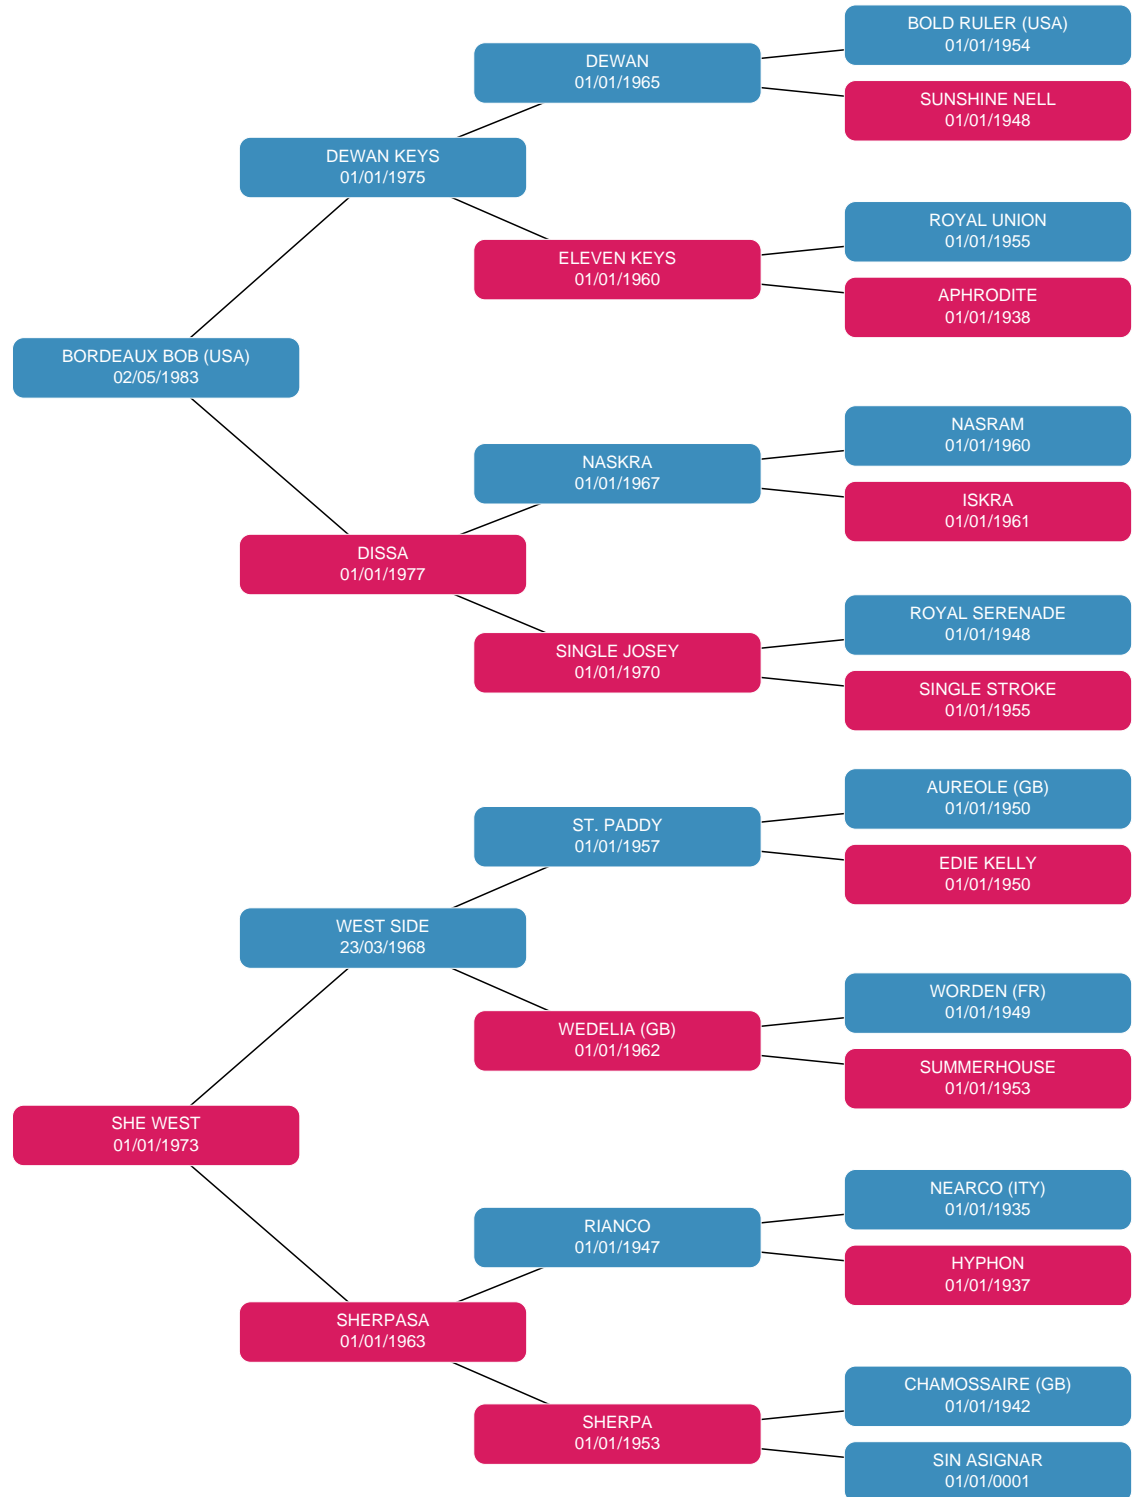 BOLD RULER (USA)
01/01/1954
DEWAN
01/01/1965
SUNSHINE NELL
01/01/1948
DEWAN KEYS
01/01/1975
ROYAL UNION
01/01/1955
ELEVEN KEYS
01/01/1960
APHRODITE
01/01/1938
BORDEAUX BOB (USA)
02/05/1983
NASRAM
01/01/1960
NASKRA
01/01/1967
ISKRA
01/01/1961
DISSA
01/01/1977
ROYAL SERENADE
01/01/1948
SINGLE JOSEY
01/01/1970
SINGLE STROKE
01/01/1955
AUREOLE (GB)
01/01/1950
ST. PADDY
01/01/1957
EDIE KELLY
01/01/1950
WEST SIDE
23/03/1968
WORDEN (FR)
01/01/1949
WEDELIA (GB)
01/01/1962
SUMMERHOUSE
01/01/1953
SHE WEST
01/01/1973
NEARCO (ITY)
01/01/1935
RIANCO
01/01/1947
HYPHON
01/01/1937
SHERPASA
01/01/1963
CHAMOSSAIRE (GB)
01/01/1942
SHERPA
01/01/1953
SIN ASIGNAR
01/01/0001